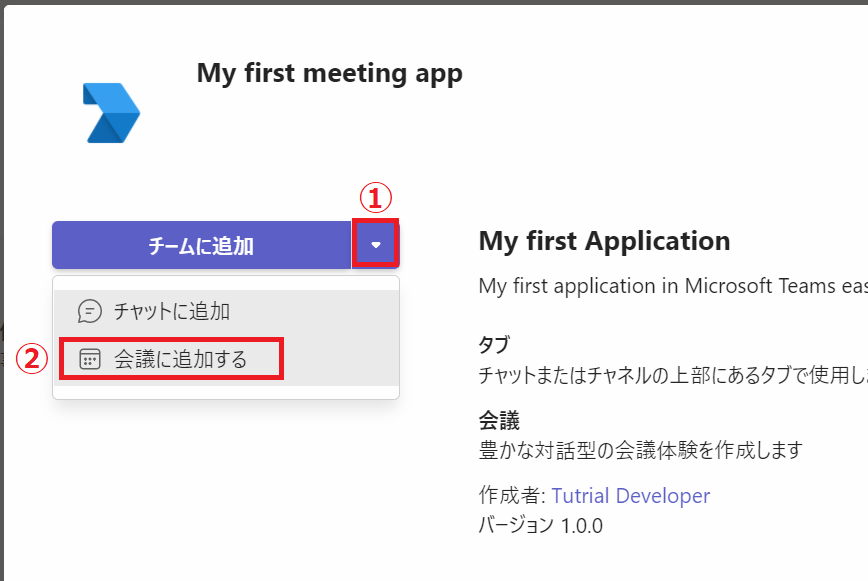 My first meeting app
①
チームに追加
チャットに追加
②
会議に追加する
My first Application
My first application in Microsoft Teams
タブ
チャットまたはチャネルの上部にあるタブで使用し
会議
豊かな対話型の会議体験を作成します
作成者: Tutrial Developer
バージョン 1.0.0